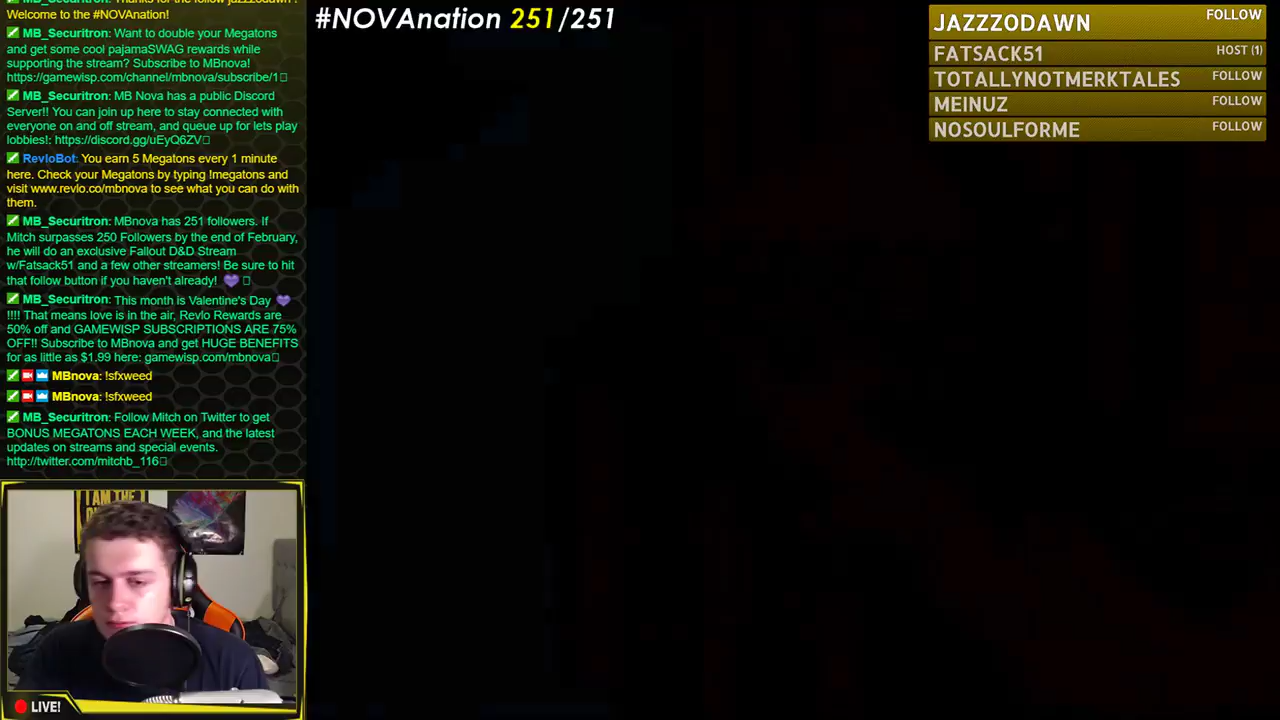 Thanks for the follow jazzzodawn !
Welcome to the #NOVAnation!
MB_Securitron: Want to double your Megatons
and get some cool pajamaSWAG rewards while
supporting the stream? Subscribe to MBnova!
https://gamewisp.com/channel/mbnova/subscribe/1
MB_Securitron: MB Nova has a public Discord
Server!! You can join up here to stay connected with
everyone on and off stream, and queue up for lets play
lobbies!: https://discord.gg/uEyQ6ZV
RevloBot: You earn 5 Megatons every 1 minute
here. Check your Megatons by typing !megatons and
visit www.revlo.co/mbnova to see what you can do with
them.
MB_Securitron: MBnova has 251 followers. If
Mitch surpasses 250 Followers by the end of February,
he will do an exclusive Fallout D&D Stream
w/Fatsack51 and a few other streamers! Be sure to hit
that follow button if you haven't already!
MB_Securitron: This month is Valentine's Day
!!!! That means love is in the air, Revlo Rewards are
50% off and GAMEWISP SUBSCRIPTIONS ARE 75%
OFF!! Subscribe to MBnova and get HUGE BENEFITS
for as little as $1.99 here: gamewisp.com/mbnova
MBnova: !sfxweed
MBnova: !sfxweed
MB_Securitron: Follow Mitch on Twitter to get
BONUS MEGATONS EACH WEEK, and the latest
updates on streams and special events.
http://twitter.com/mitchb_116
I AM THE
LIVE!
#NOVAnation 251/251
JAZZZODAWN FOLLOW
FATSACK51 HOST (1)
TOTALLYNOTMERKTALES FOLLOW
MEINUZ FOLLOW
NOSOULFORME FOLLOW